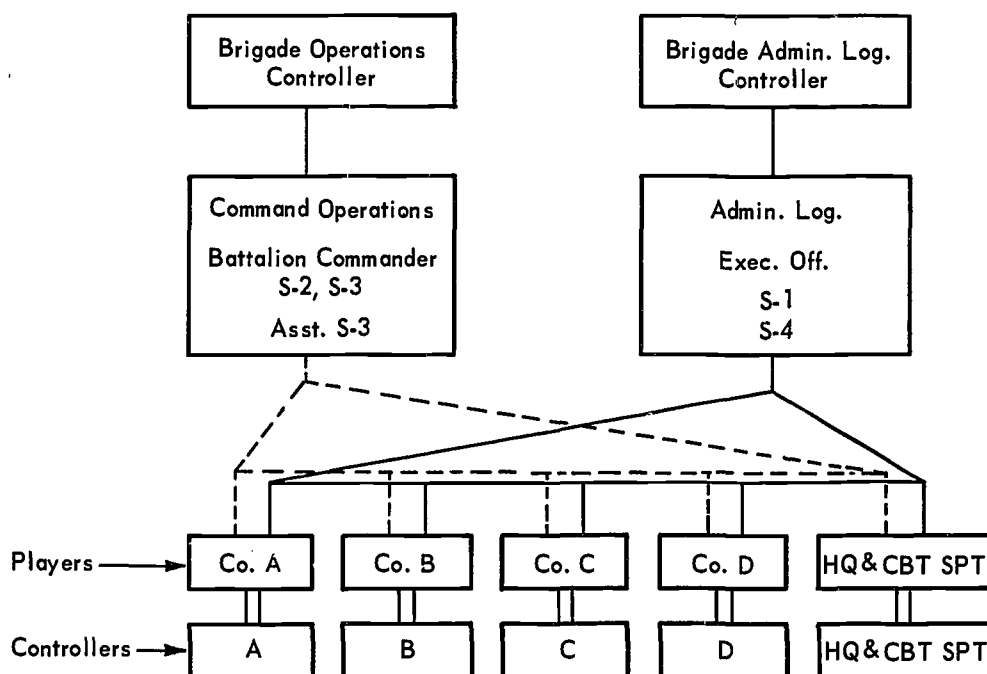 Brigade Operations
Controller
Brigade Admin. Log.
Controller
Command Operations
Battalion Commander
S-2, S-3
Asst. S-3
Admin. Log.
Exec. Off.
S-1
S-4
Players
Co. A
Co. B
Co. C
Co. D
HQ & CBT SPT
Controllers
A
B
C
D
HQ & CBT SPT